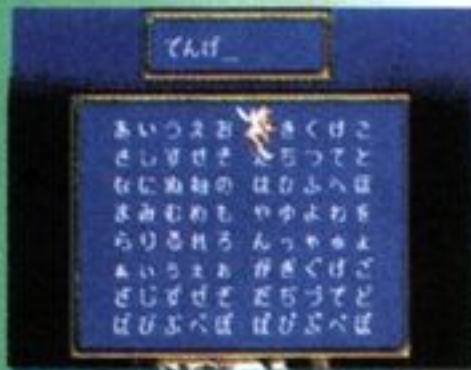 てんげ_
あいうえお きくけこ
さしすせそ たちつてと
なにぬねの はひふへほ
まみむめも やゆよわを
らりるれろ んっゃゅょ
ぁぃぅぇぉ がぎぐげご
ざじずぜぞ だぢづでど
ばびぶべぼ ぱぴぷぺぽ